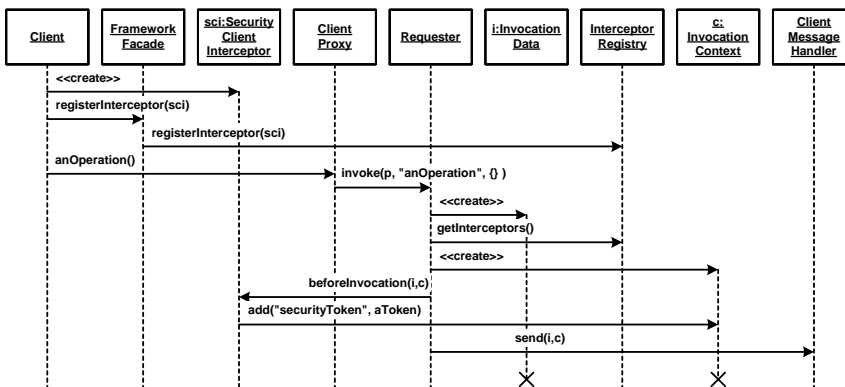 Client
Framework
Facade
sci:Security
Client
Interceptor
Client
Proxy
Requester
i:Invocation
Data
Interceptor
Registry
c:
Invocation
Context
Client
Message
Handler
<<create>>
registerInterceptor(sci)
registerInterceptor(sci)
anOperation()
invoke(p, "anOperation", {} )
<<create>>
getInterceptors()
<<create>>
beforeInvocation(i,c)
add("securityToken", aToken)
send(i,c)